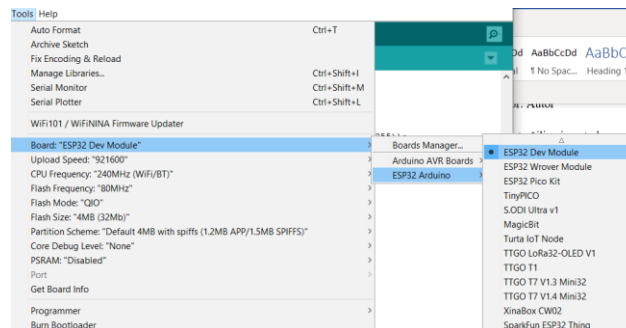 Tools Help
Auto Format Ctrl+T
Archive Sketch
Fix Encoding & Reload
Manage Libraries... Ctrl+Shift+I
Serial Monitor Ctrl+Shift+M
Serial Plotter Ctrl+Shift+L
WiFi101 / WiFiNINA Firmware Updater
Board: "ESP32 Dev Module"
Upload Speed: "921600"
CPU Frequency: "240MHz (WiFi/BT)"
Flash Frequency: "80MHz"
Flash Mode: "QIO"
Flash Size: "4MB (32Mb)"
Partition Scheme: "Default 4MB with spiffs (1.2MB APP/1.5MB SPIFFS)"
Core Debug Level: "None"
PSRAM: "Disabled"
Port
Get Board Info
Programmer
Burn Bootloader
Boards Manager...
Arduino AVR Boards
ESP32 Arduino
ESP32 Dev Module
ESP32 Wrover Module
ESP32 Pico Kit
TinyPICO
S.ODI Ultra v1
MagicBit
Turta IoT Node
TTGO LoRa32-OLED V1
TTGO T1
TTGO T7 V1.3 Mini32
TTGO T7 V1.4 Mini32
XinaBox CW02
SparkFun ESP32 Thing
AaBbCcDd AaBbC
¶ No Spac... Heading 1